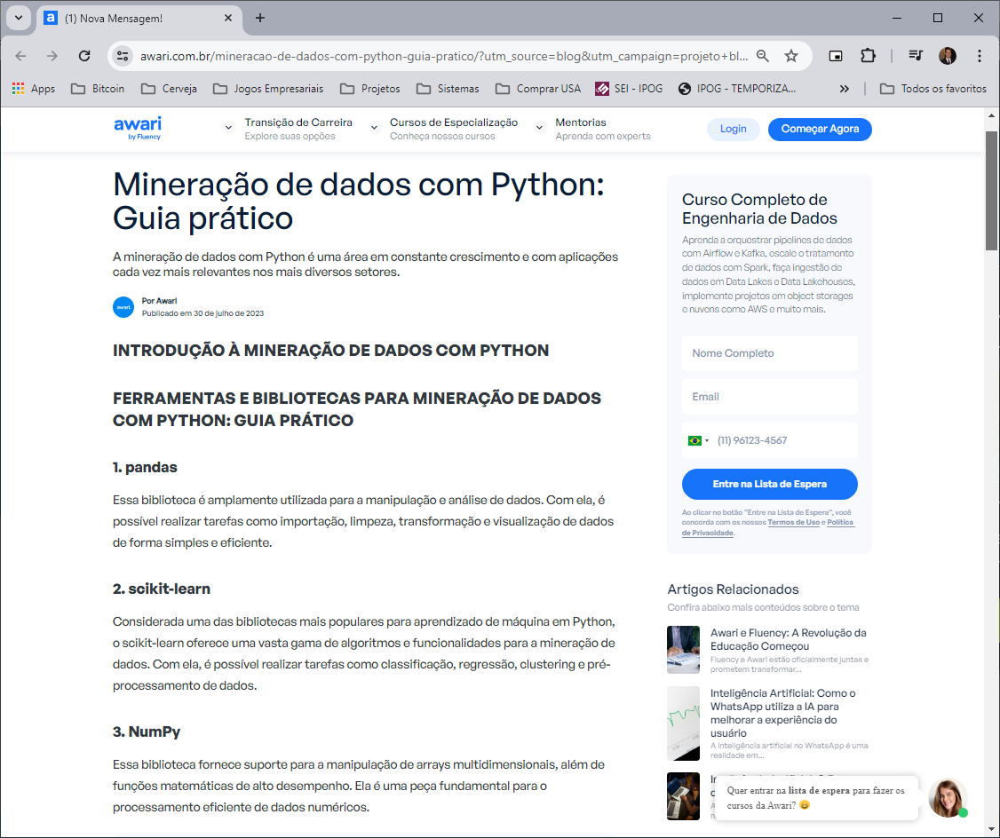 (1) Nova Mensagem!
awari.com.br/mineracao-de-dados-com-python-guia-pratico/?utm_source=blog&utm_campaign=projeto+bl...
Apps
Bitcoin
Cerveja
Jogos Empresariais
Projetos
Sistemas
Comprar USA
SEI - IPOG
IPOG - TEMPORIZA...
Todos os favoritos
awari
by Fluency
Transição de Carreira
Explore suas opções
Cursos de Especialização
Conheça nossos cursos
Mentorias
Aprenda com experts
Login
Começar Agora
Mineração de dados com Python:
Guia prático
A mineração de dados com Python é uma área em constante crescimento e com aplicações
cada vez mais relevantes nos mais diversos setores.
awari
Por Awari
Publicado em 30 de julho de 2023
INTRODUÇÃO À MINERAÇÃO DE DADOS COM PYTHON
FERRAMENTAS E BIBLIOTECAS PARA MINERAÇÃO DE DADOS
COM PYTHON: GUIA PRÁTICO
1. pandas
Essa biblioteca é amplamente utilizada para a manipulação e análise de dados. Com ela, é
possível realizar tarefas como importação, limpeza, transformação e visualização de dados
de forma simples e eficiente.
2. scikit-learn
Considerada uma das bibliotecas mais populares para aprendizado de máquina em Python,
o scikit-learn oferece uma vasta gama de algoritmos e funcionalidades para a mineração de
dados. Com ela, é possível realizar tarefas como classificação, regressão, clustering e pré-
processamento de dados.
3. NumPy
Essa biblioteca fornece suporte para a manipulação de arrays multidimensionais, além de
funções matemáticas de alto desempenho. Ela é uma peça fundamental para o
processamento eficiente de dados numéricos.
Curso Completo de
Engenharia de Dados
Aprenda a orquestrar pipelines de dados
com Airflow e Kafka, escale o tratamento
de dados com Spark, faça ingestão de
dados em Data Lakes e Data Lakehouses,
implemente projetos em object storages
e nuvens como AWS e muito mais.
Nome Completo
Email
(11) 96123-4567
Entre na Lista de Espera
Ao clicar no botão "Entre na Lista de Espera", você
concorda com os nossos Termos de Uso e Política
de Privacidade.
Artigos Relacionados
Confira abaixo mais conteúdos sobre o tema
Awari e Fluency: A Revolução da
Educação Começou
Fluency e Awari estão oficialmente juntas e
prometem transformar...
Inteligência Artificial: Como o
WhatsApp utiliza a IA para
melhorar a experiência do
usuário
A inteligência artificial no WhatsApp é uma
realidade em...
Quer entrar na lista de espera para fazer os
cursos da Awari? 😄